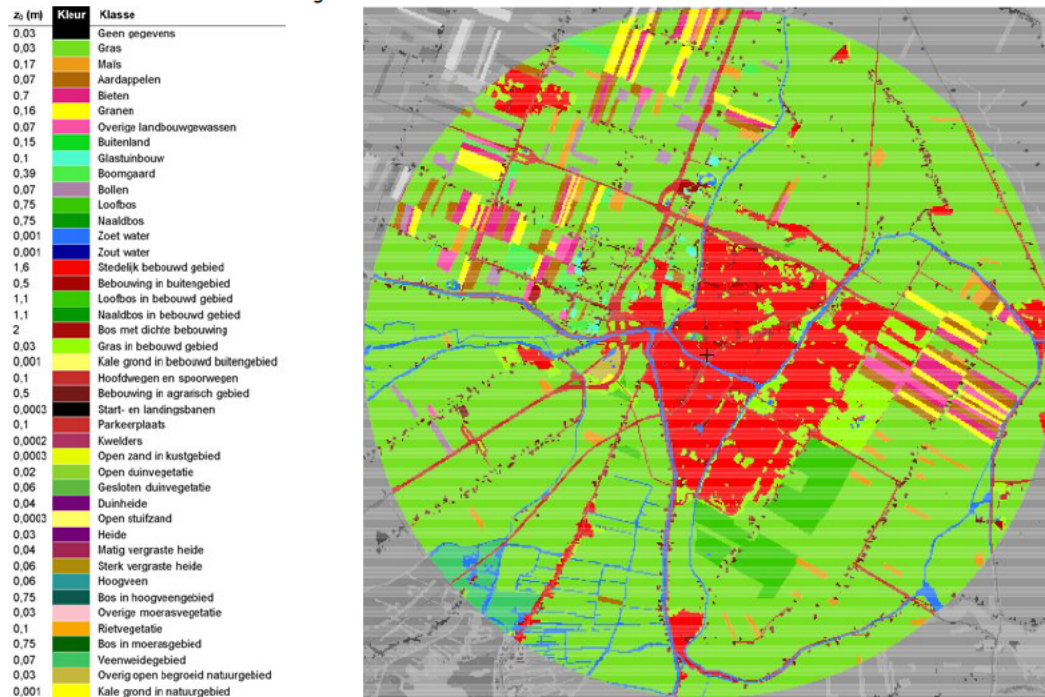 z₀ (m) Kleur Klasse
0,03 Geen gegevens
0,03 Gras
0,17 Maïs
0,07 Aardappelen
0,7 Bieten
0,16 Granen
0,07 Overige landbouwgewassen
0,15 Buitenland
0,1 Glastuinbouw
0,39 Boomgaard
0,07 Bollen
0,75 Loofbos
0,75 Naaldbos
0,001 Zoet water
0,001 Zout water
1,6 Stedelijk bebouwd gebied
0,5 Bebouwing in buitengebied
1,1 Loofbos in bebouwd gebied
1,1 Naaldbos in bebouwd gebied
2 Bos met dichte bebouwing
0,03 Gras in bebouwd gebied
0,001 Kale grond in bebouwd buitengebied
0,1 Hoofdwegen en spoorwegen
0,5 Bebouwing in agrarisch gebied
0,0003 Start- en landingsbanen
0,1 Parkeerplaats
0,0002 Kwelders
0,0003 Open zand in kustgebied
0,02 Open duinvegetatie
0,06 Gesloten duinvegetatie
0,04 Duinheide
0,0003 Open stuifzand
0,03 Heide
0,04 Matig vergraste heide
0,06 Sterk vergraste heide
0,06 Hoogveen
0,75 Bos in hoogveengebied
0,03 Overige moerasvegetatie
0,1 Rietvegetatie
0,75 Bos in moerasgebied
0,07 Veenweidegebied
0,03 Overig open begroeid natuurgebied
0,001 Kale grond in natuurgebied